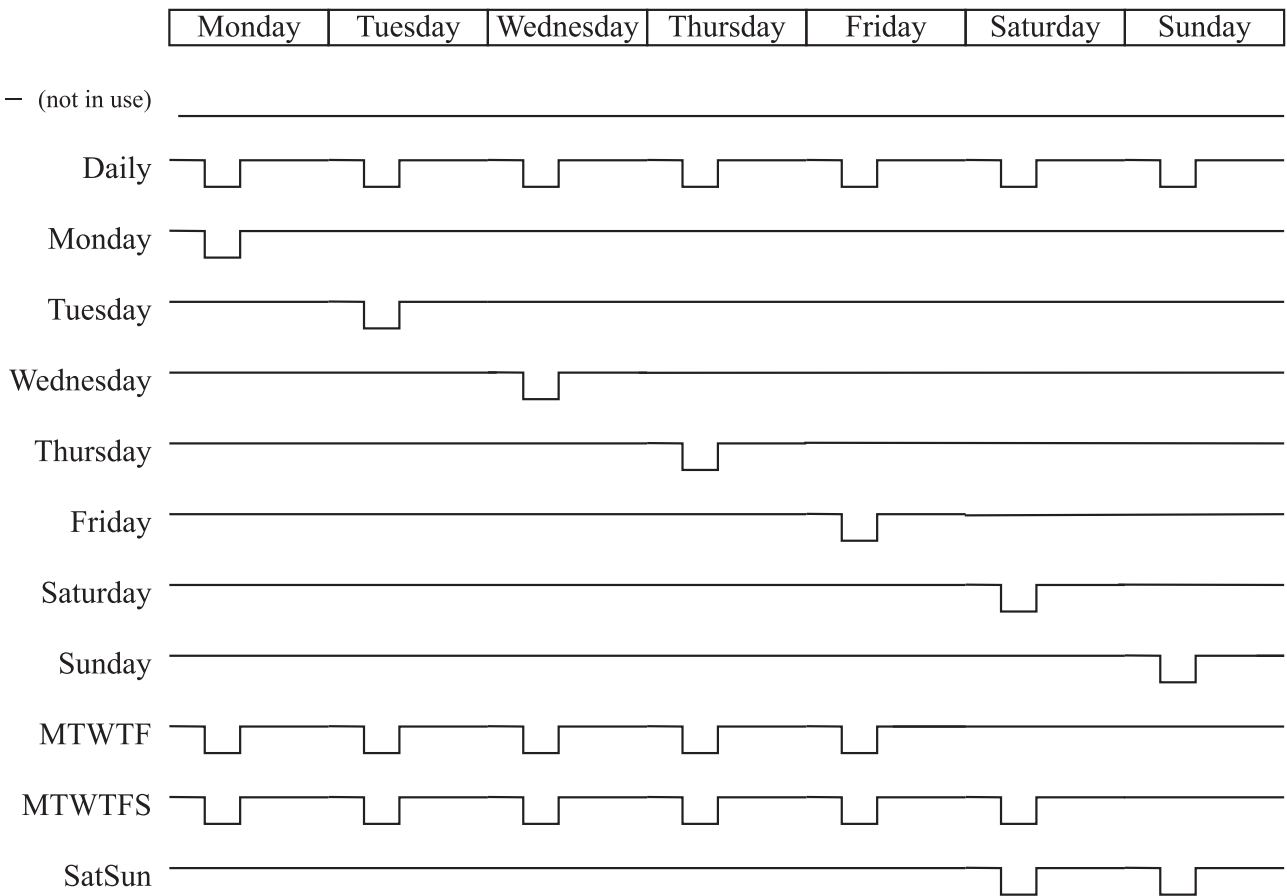 Monday Tuesday Wednesday Thursday Friday Saturday Sunday
— (not in use)
Daily
Monday
Tuesday
Wednesday
Thursday
Friday
Saturday
Sunday
MTWTF
MTWTFS
SatSun